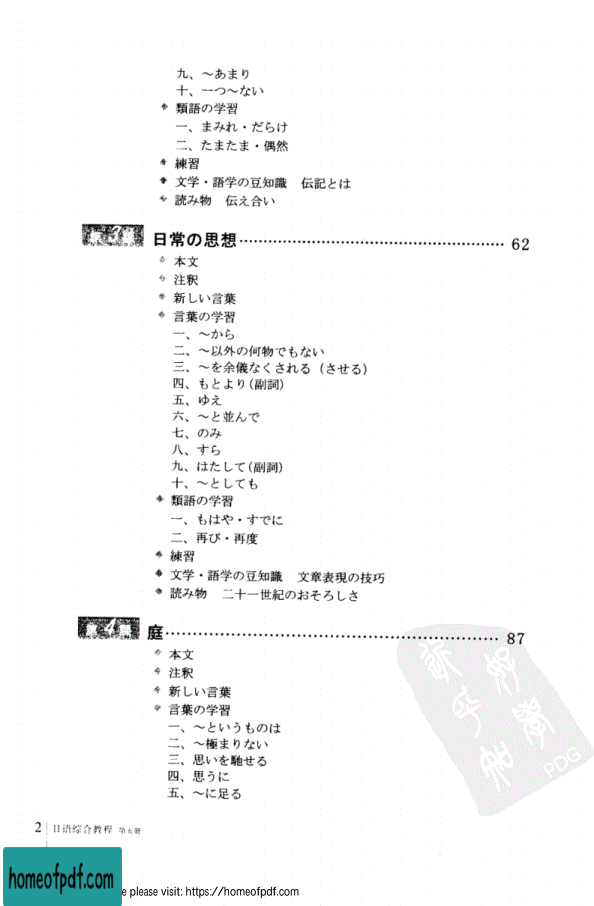 九、～あまり
十、一つ～ない
類語の学習
一、まみれ・だらけ
二、たまたま・偶然
練習
文学・語学の豆知識　伝記とは
読み物　伝え合い
第3課 日常の思想 62
本文
注釈
新しい言葉
言葉の学習
一、～から
二、～以外の何物でもない
三、～を余儀なくされる（させる）
四、もとより(副詞)
五、ゆえ
六、～と並んで
七、のみ
八、すら
九、はたして(副詞)
十、～としても
類語の学習
一、もはや・すでに
二、再び・再度
練習
文学・語学の豆知識　文章表現の技巧
読み物　二十一世紀のおそろしさ
第4課 庭 87
本文
注釈
新しい言葉
言葉の学習
一、～というものは
二、～極まりない
三、思いを馳せる
四、思うに
五、～に足る
PDG
2 日语综合教程 第五册
homeofpdf.com
e please visit: https://homeofpdf.com